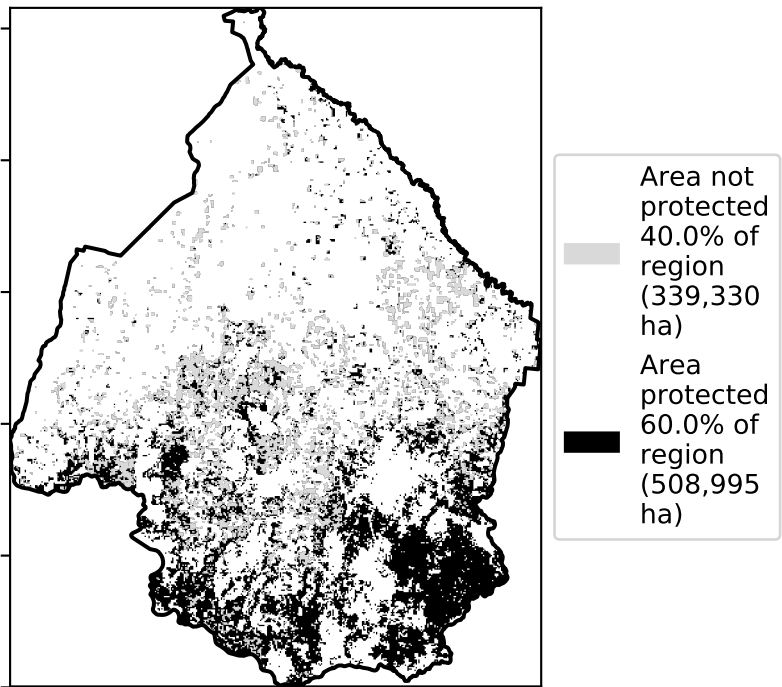 Area not
protected
40.0% of
region
(339,330
ha)
Area
protected
60.0% of
region
(508,995
ha)